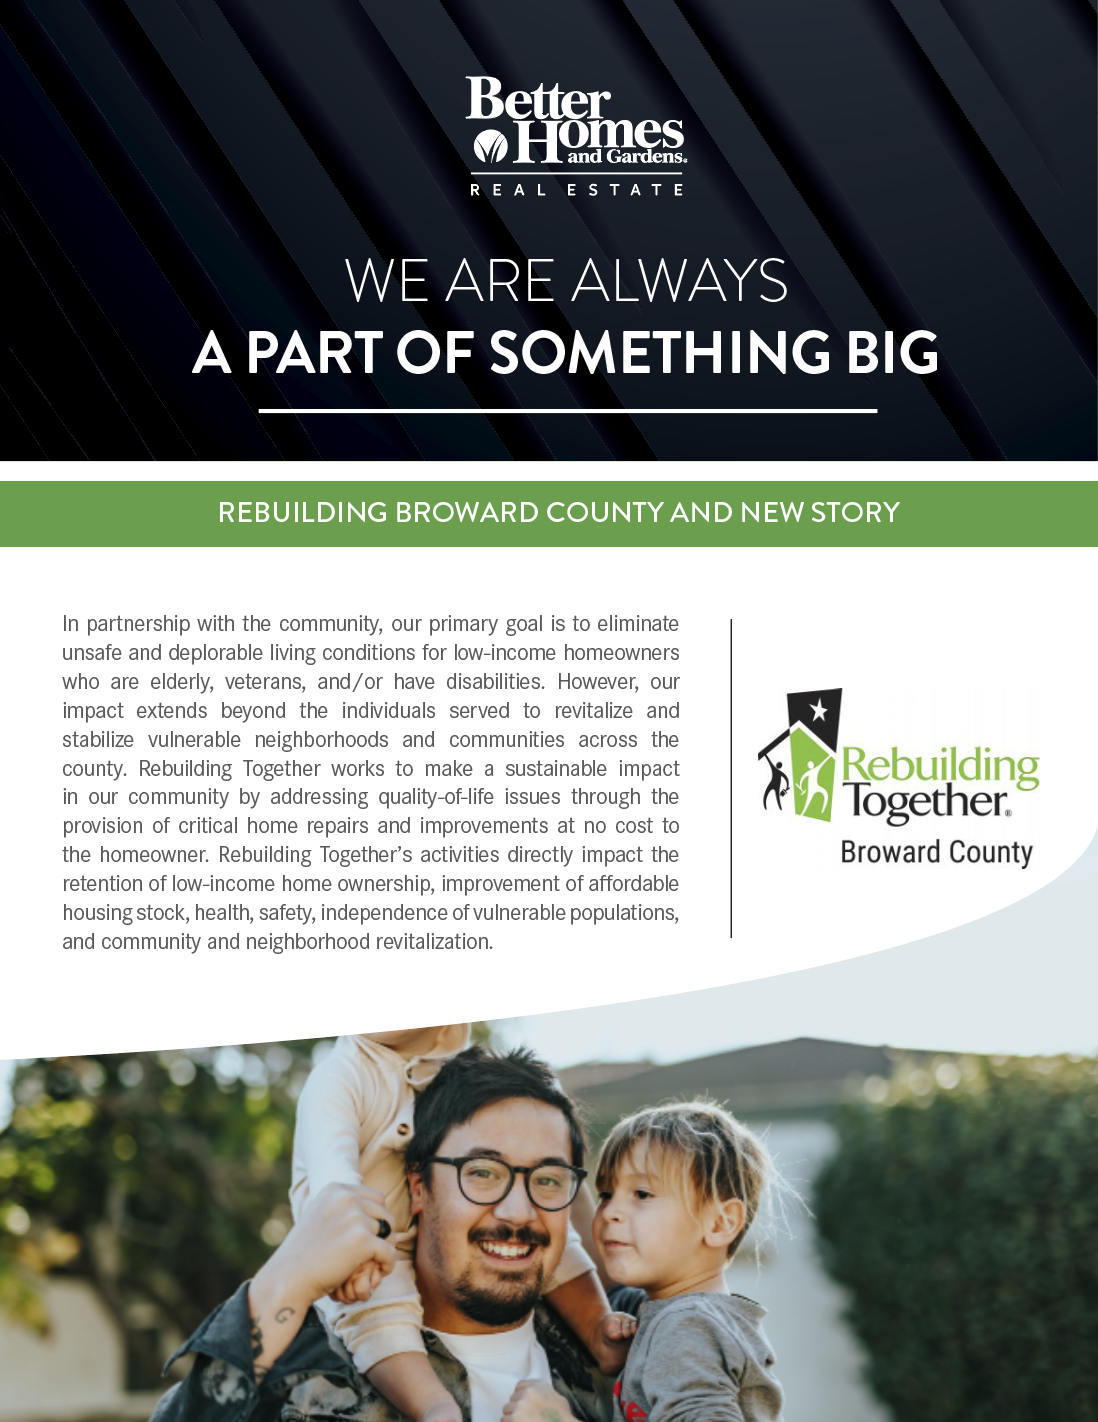 Better
Homes
and Gardens®
REAL ESTATE
WE ARE ALWAYS
A PART OF SOMETHING BIG
REBUILDING BROWARD COUNTY AND NEW STORY
In partnership with the community, our primary goal is to eliminate
unsafe and deplorable living conditions for low-income homeowners
who are elderly, veterans, and/or have disabilities. However, our
impact extends beyond the individuals served to revitalize and
stabilize vulnerable neighborhoods and communities across the
county. Rebuilding Together works to make a sustainable impact
in our community by addressing quality-of-life issues through the
provision of critical home repairs and improvements at no cost to
the homeowner. Rebuilding Together’s activities directly impact the
retention of low-income home ownership, improvement of affordable
housing stock, health, safety, independence of vulnerable populations,
and community and neighborhood revitalization.
Rebuilding
Together®
Broward County